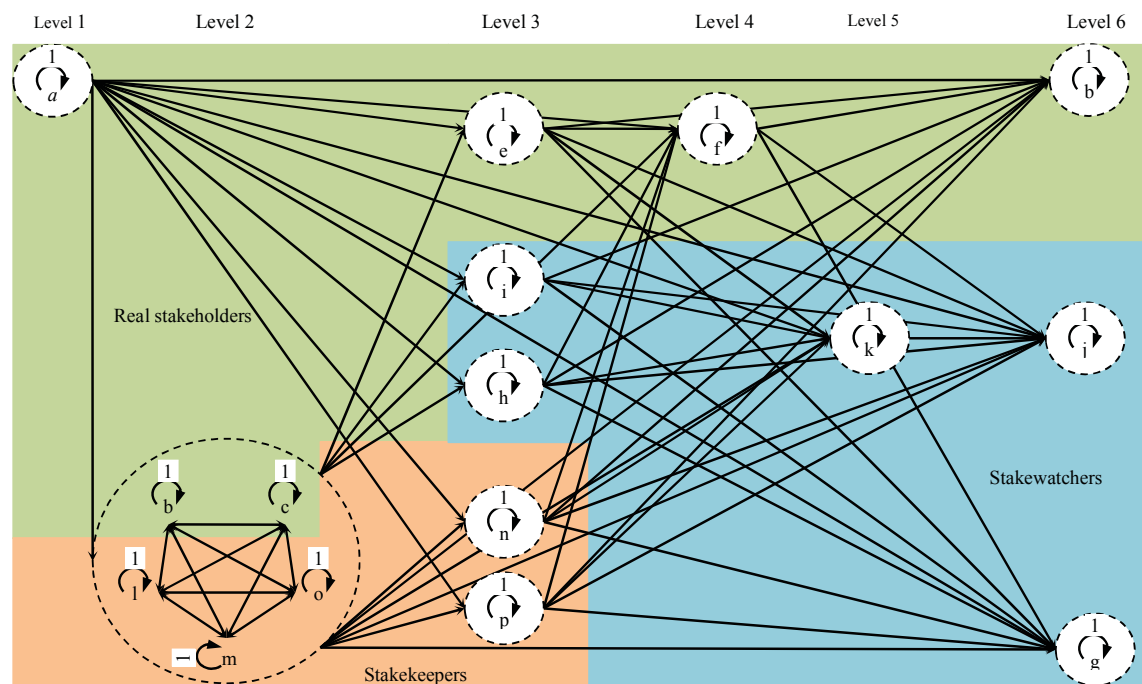 Level 1 Level 2 Level 3 Level 4 Level 5 Level 6
1
a
1
b
1
e
1
f
1
i
Real stakeholders
1
k
1
j
1
h
1
b
1
c
Stakewatchers
1
n
1
l
1
o
1
p
1
m
1
g
Stakekeepers